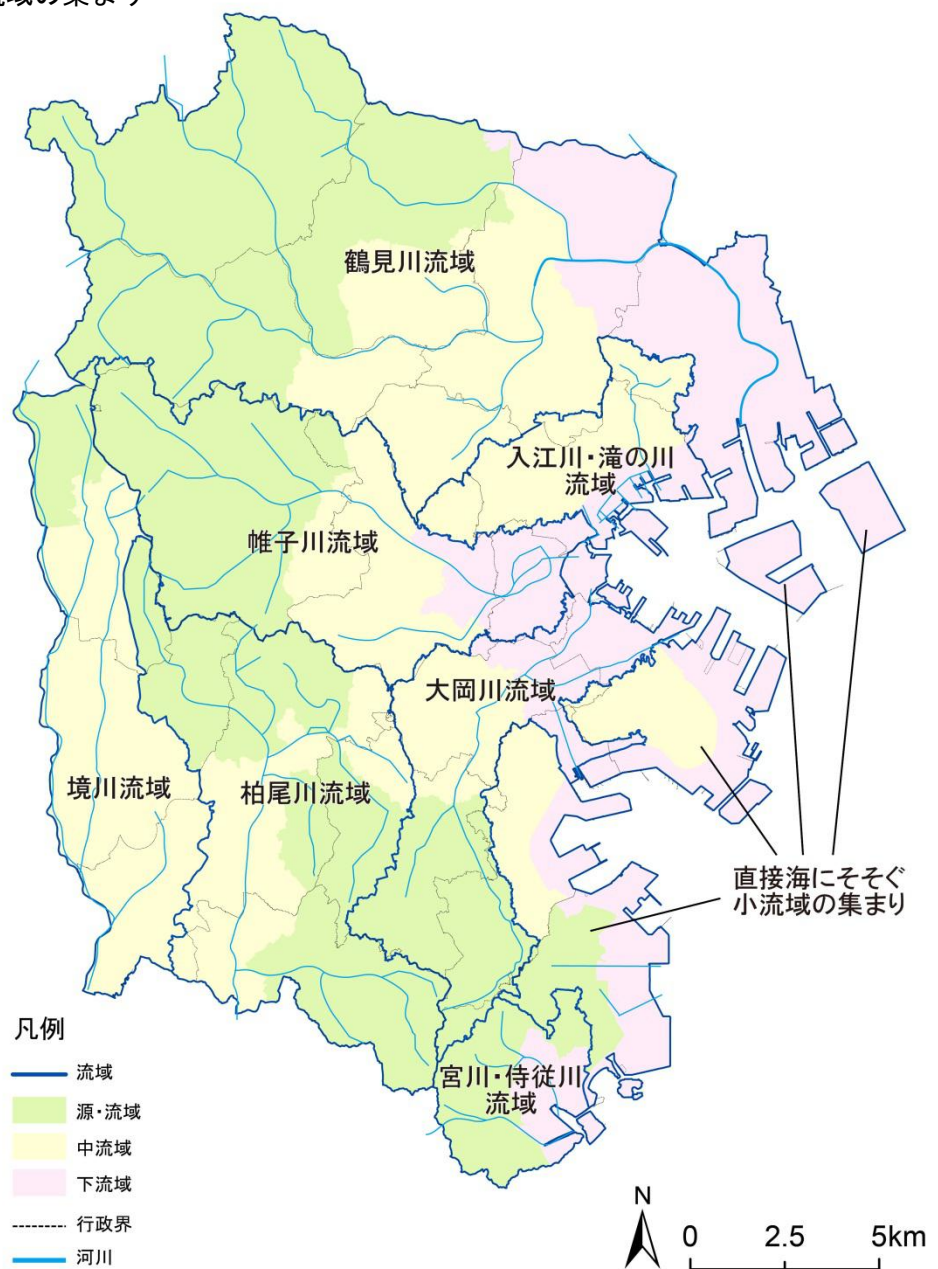 流域の集まり
鶴見川流域
入江川・滝の川
流域
帷子川流域
大岡川流域
境川流域
柏尾川流域
直接海にそそぐ
小流域の集まり
宮川・侍従川
流域
凡例
流域
源・流域
中流域
下流域
行政界
河川
N
0 2.5 5km